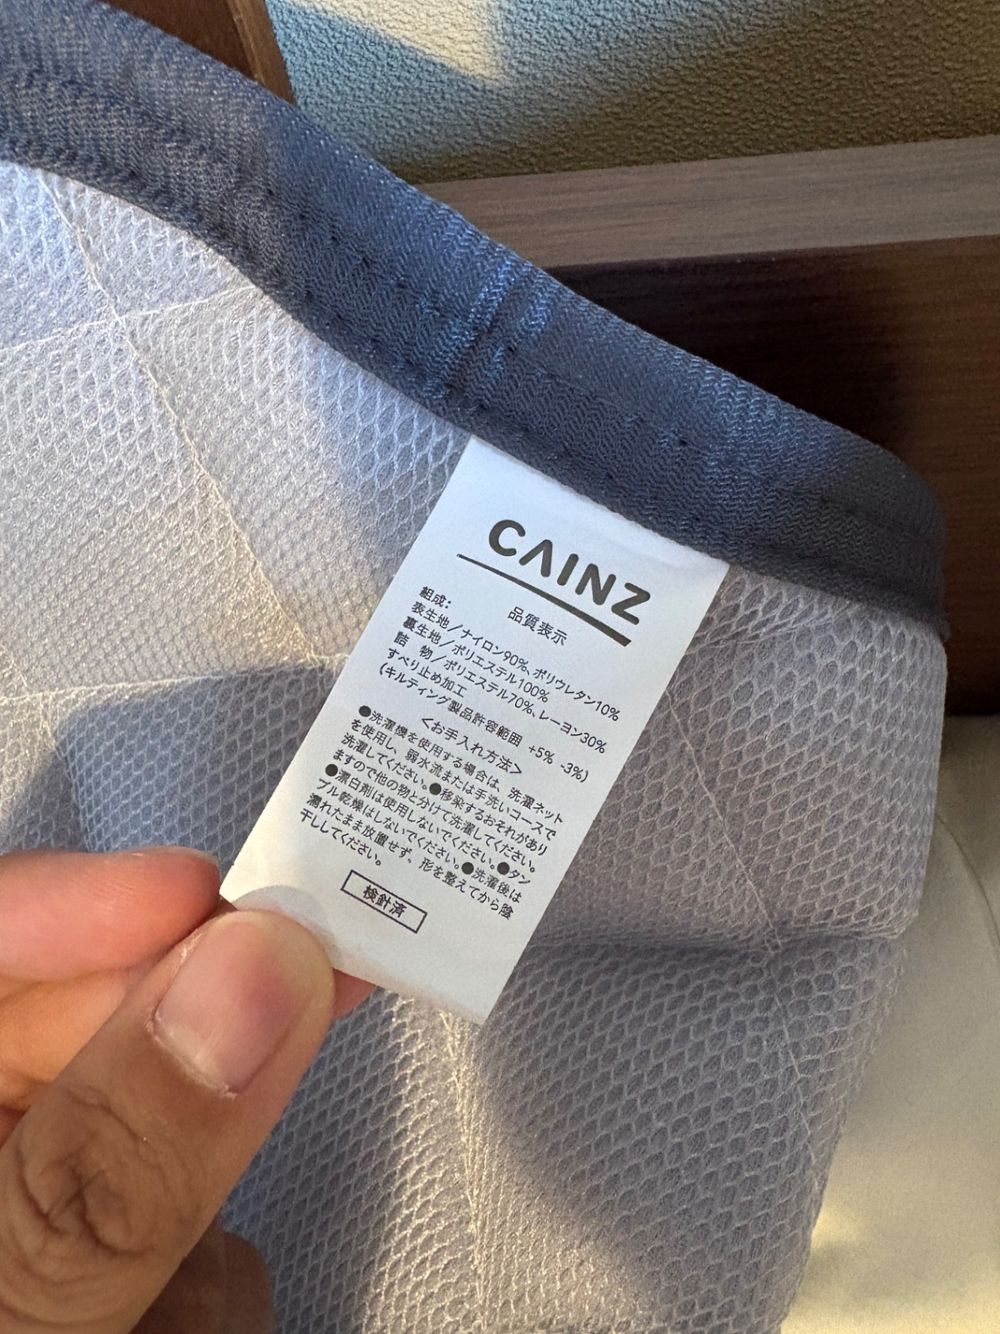 CAINZ
品質表示
組成:
表生地／ナイロン90%、ポリウレタン10%
裏生地／ポリエステル100%
詰　物／ポリエステル70%、レーヨン30%
すべり止め加工
(キルティング製品許容範囲 +5% -3%)
＜お手入れ方法＞
●洗濯機を使用する場合は、洗濯ネット
を使用し、弱水流または手洗いコースで
洗濯してください。●移染するおそれがあり
ますので他の物と分けて洗濯してください。
●漂白剤は使用しないでください。●タン
ブル乾燥はしないでください。●洗濯後は
濡れたまま放置せず、形を整えてから陰
干ししてください。
検針済